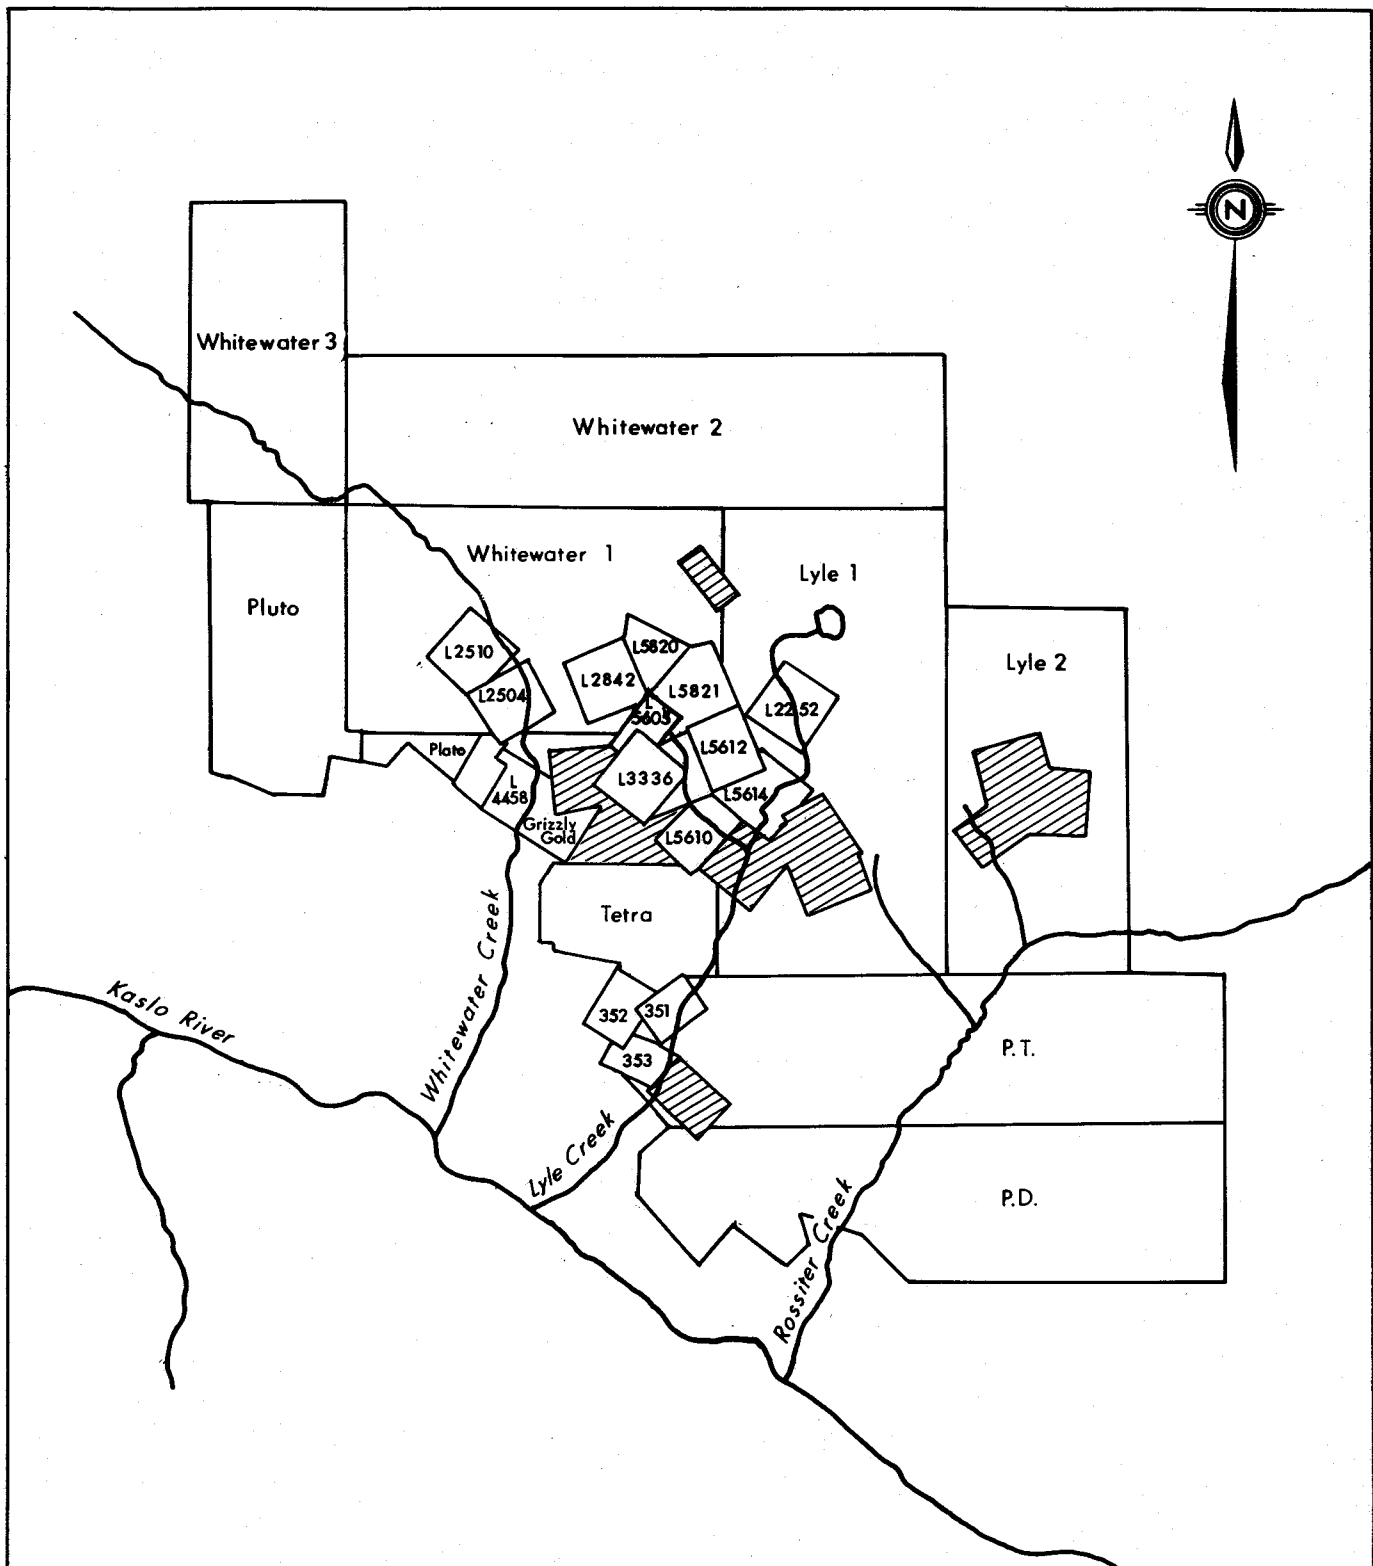 N
Whitewater 3
Whitewater 2
Whitewater 1
Lyle 1
Pluto
Lyle 2
L2510
L5820
L2842
L5821
L2504
L
5605
L2252
L5612
Plato
L3336
L
4458
L5614
Grizzly
Gold
L5610
Tetra
Whitewater Creek
Kaslo River
352
351
353
P.T.
Lyle Creek
P.D.
Rossiter Creek